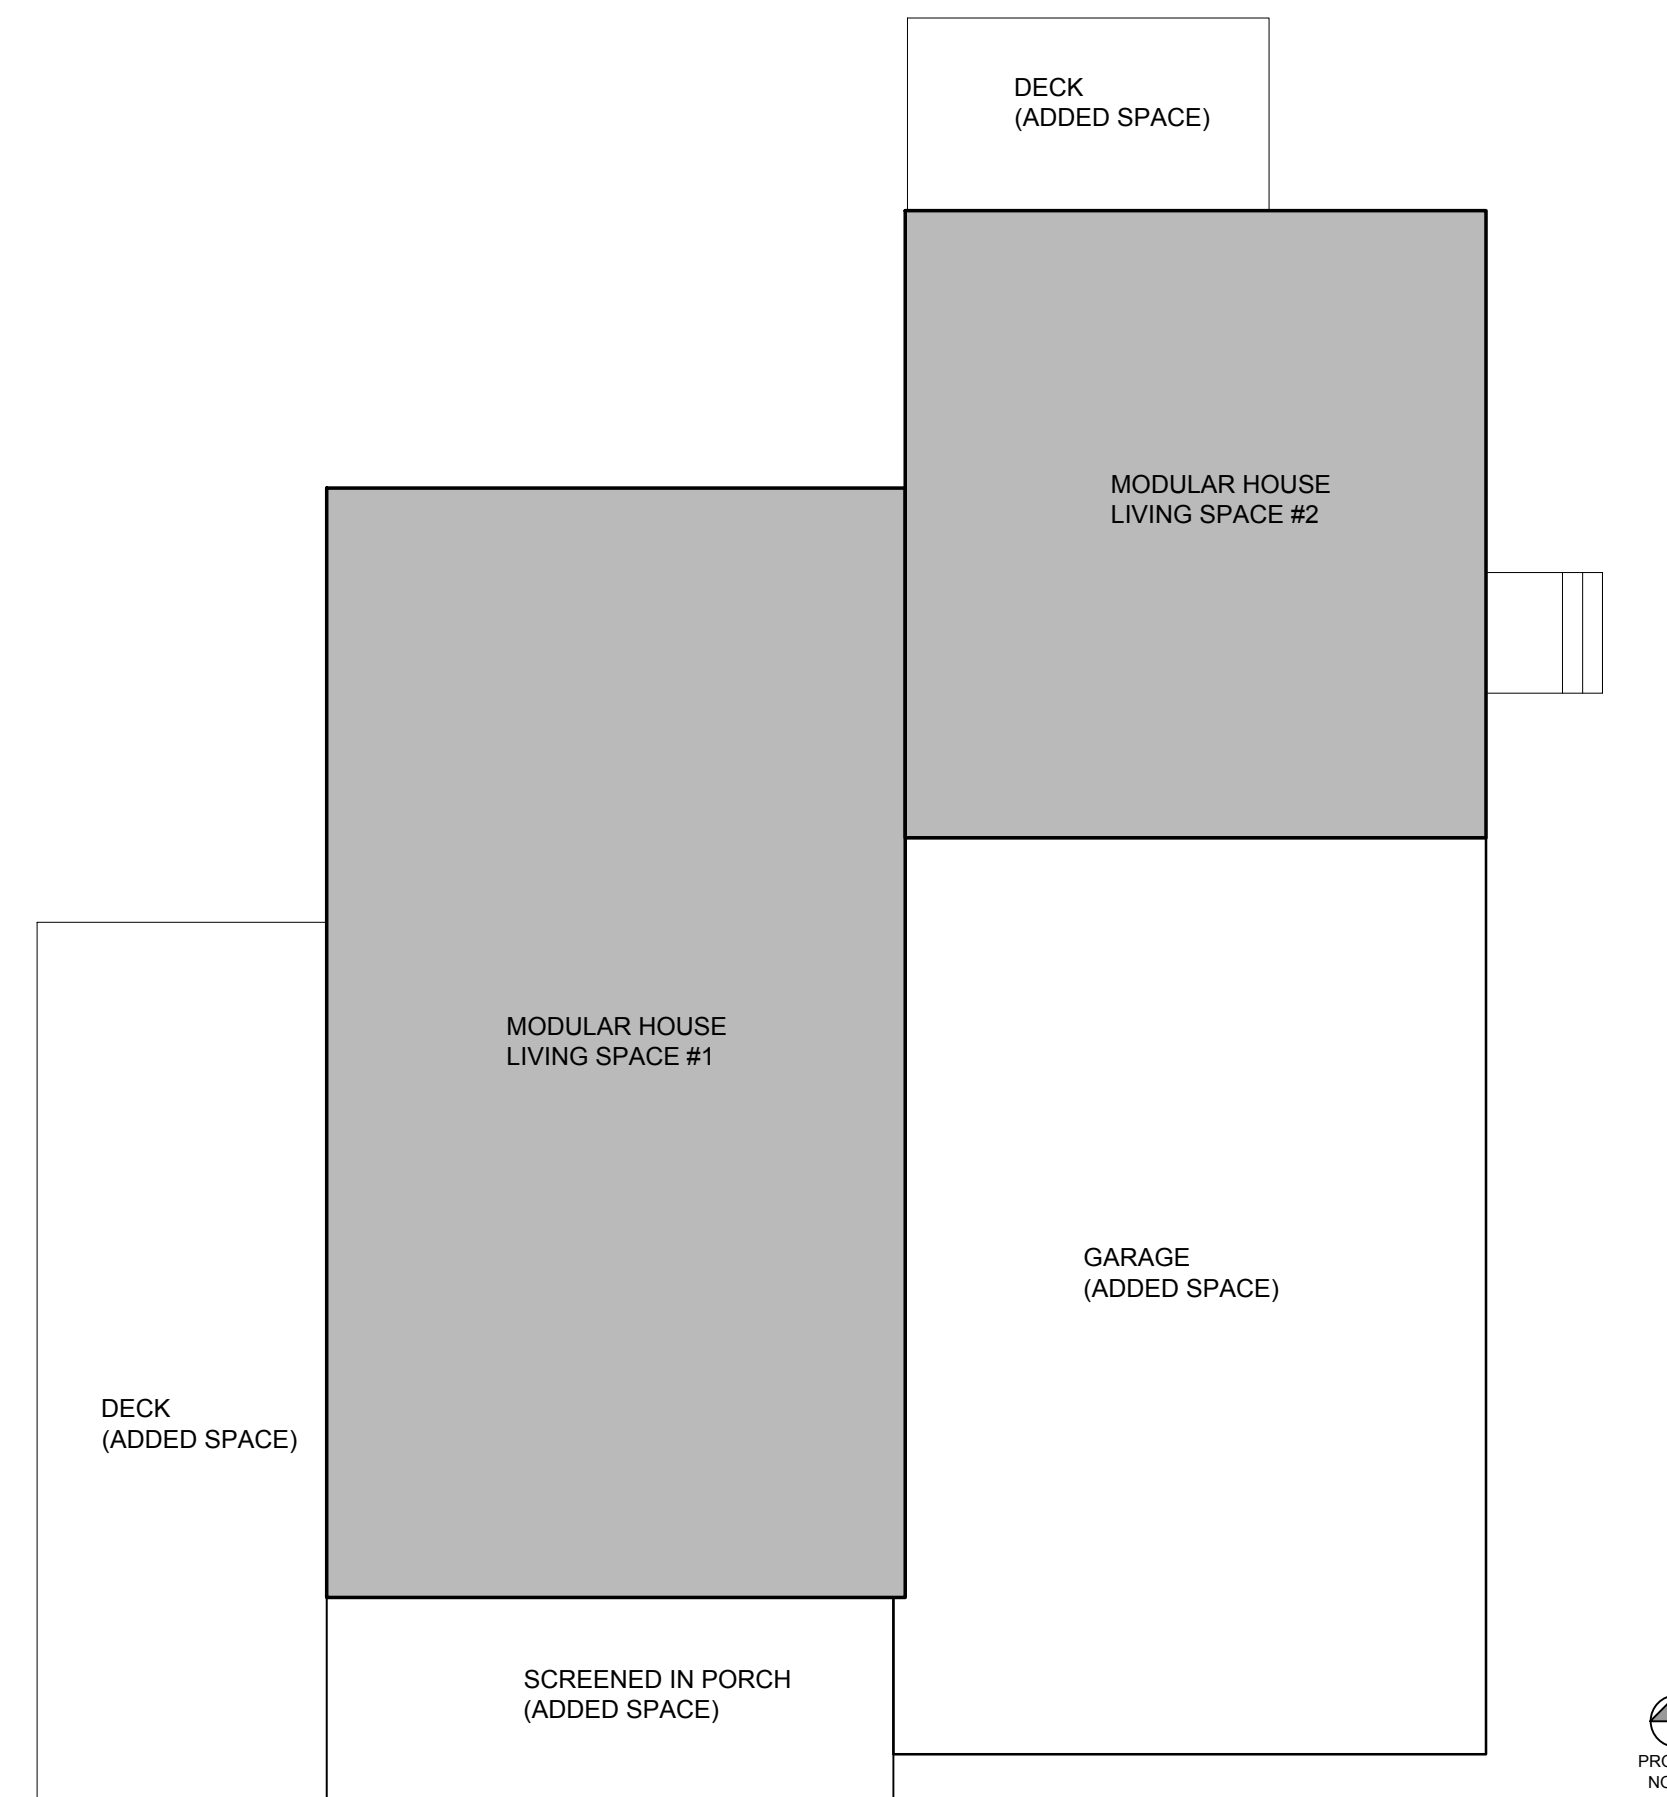 DECK
(ADDED SPACE)
MODULAR HOUSE
LIVING SPACE #2
MODULAR HOUSE
LIVING SPACE #1
GARAGE
(ADDED SPACE)
DECK
(ADDED SPACE)
SCREENED IN PORCH
(ADDED SPACE)